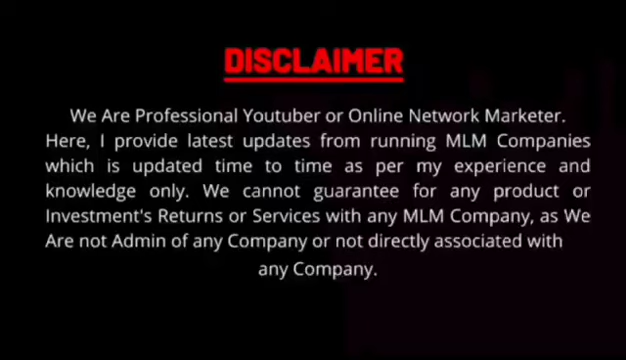 DISCLAIMER
We Are Professional Youtuber or Online Network Marketer.
Here, I provide latest updates from running MLM Companies
which is updated time to time as per my experience and
knowledge only. We cannot guarantee for any product or
Investment's Returns or Services with any MLM Company, as We
Are not Admin of any Company or not directly associated with
any Company.